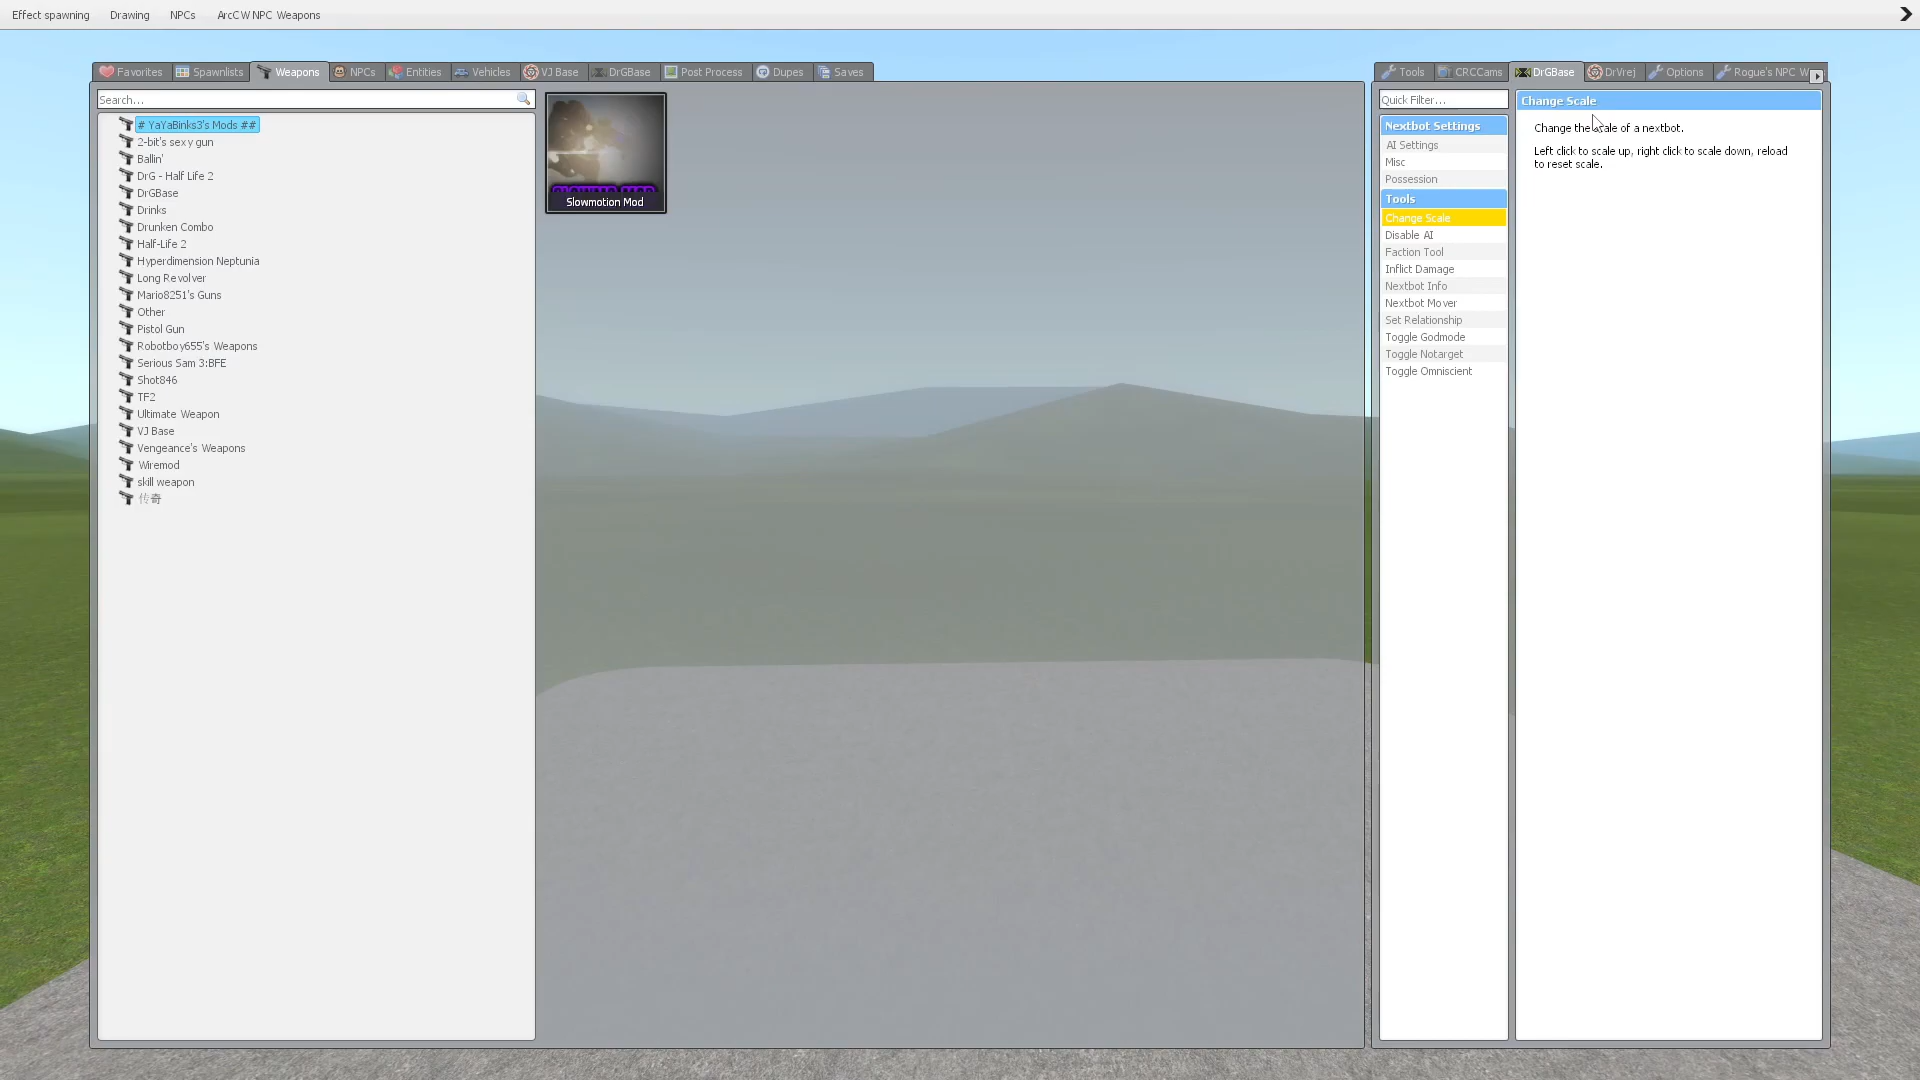 Effect spawning Drawing NPCs ArcCW NPC Weapons
Favorites Spawnlists Weapons NPCs Entities Vehicles VJ Base DrGBase Post Process Dupes Saves
Search...
# YaYaBinks3's Mods ##
2-bit's sexy gun
Ballin'
DrG - Half Life 2
DrGBase
Drinks
Drunken Combo
Half-Life 2
Hyperdimension Neptunia
Long Revolver
Mario8251's Guns
Other
Pistol Gun
Robotboy655's Weapons
Serious Sam 3:BFE
Shot846
TF2
Ultimate Weapon
VJ Base
Vengeance's Weapons
Wiremod
skill weapon
传奇
SLOWMO MOD
Slowmotion Mod
Tools CRCCams DrGBase DrVrej Options Rogue's NPC W
Quick Filter...
Nextbot Settings
AI Settings
Misc
Possession
Tools
Change Scale
Disable AI
Faction Tool
Inflict Damage
Nextbot Info
Nextbot Mover
Set Relationship
Toggle Godmode
Toggle Notarget
Toggle Omniscient
Change Scale
Change the scale of a nextbot.
Left click to scale up, right click to scale down, reload
to reset scale.